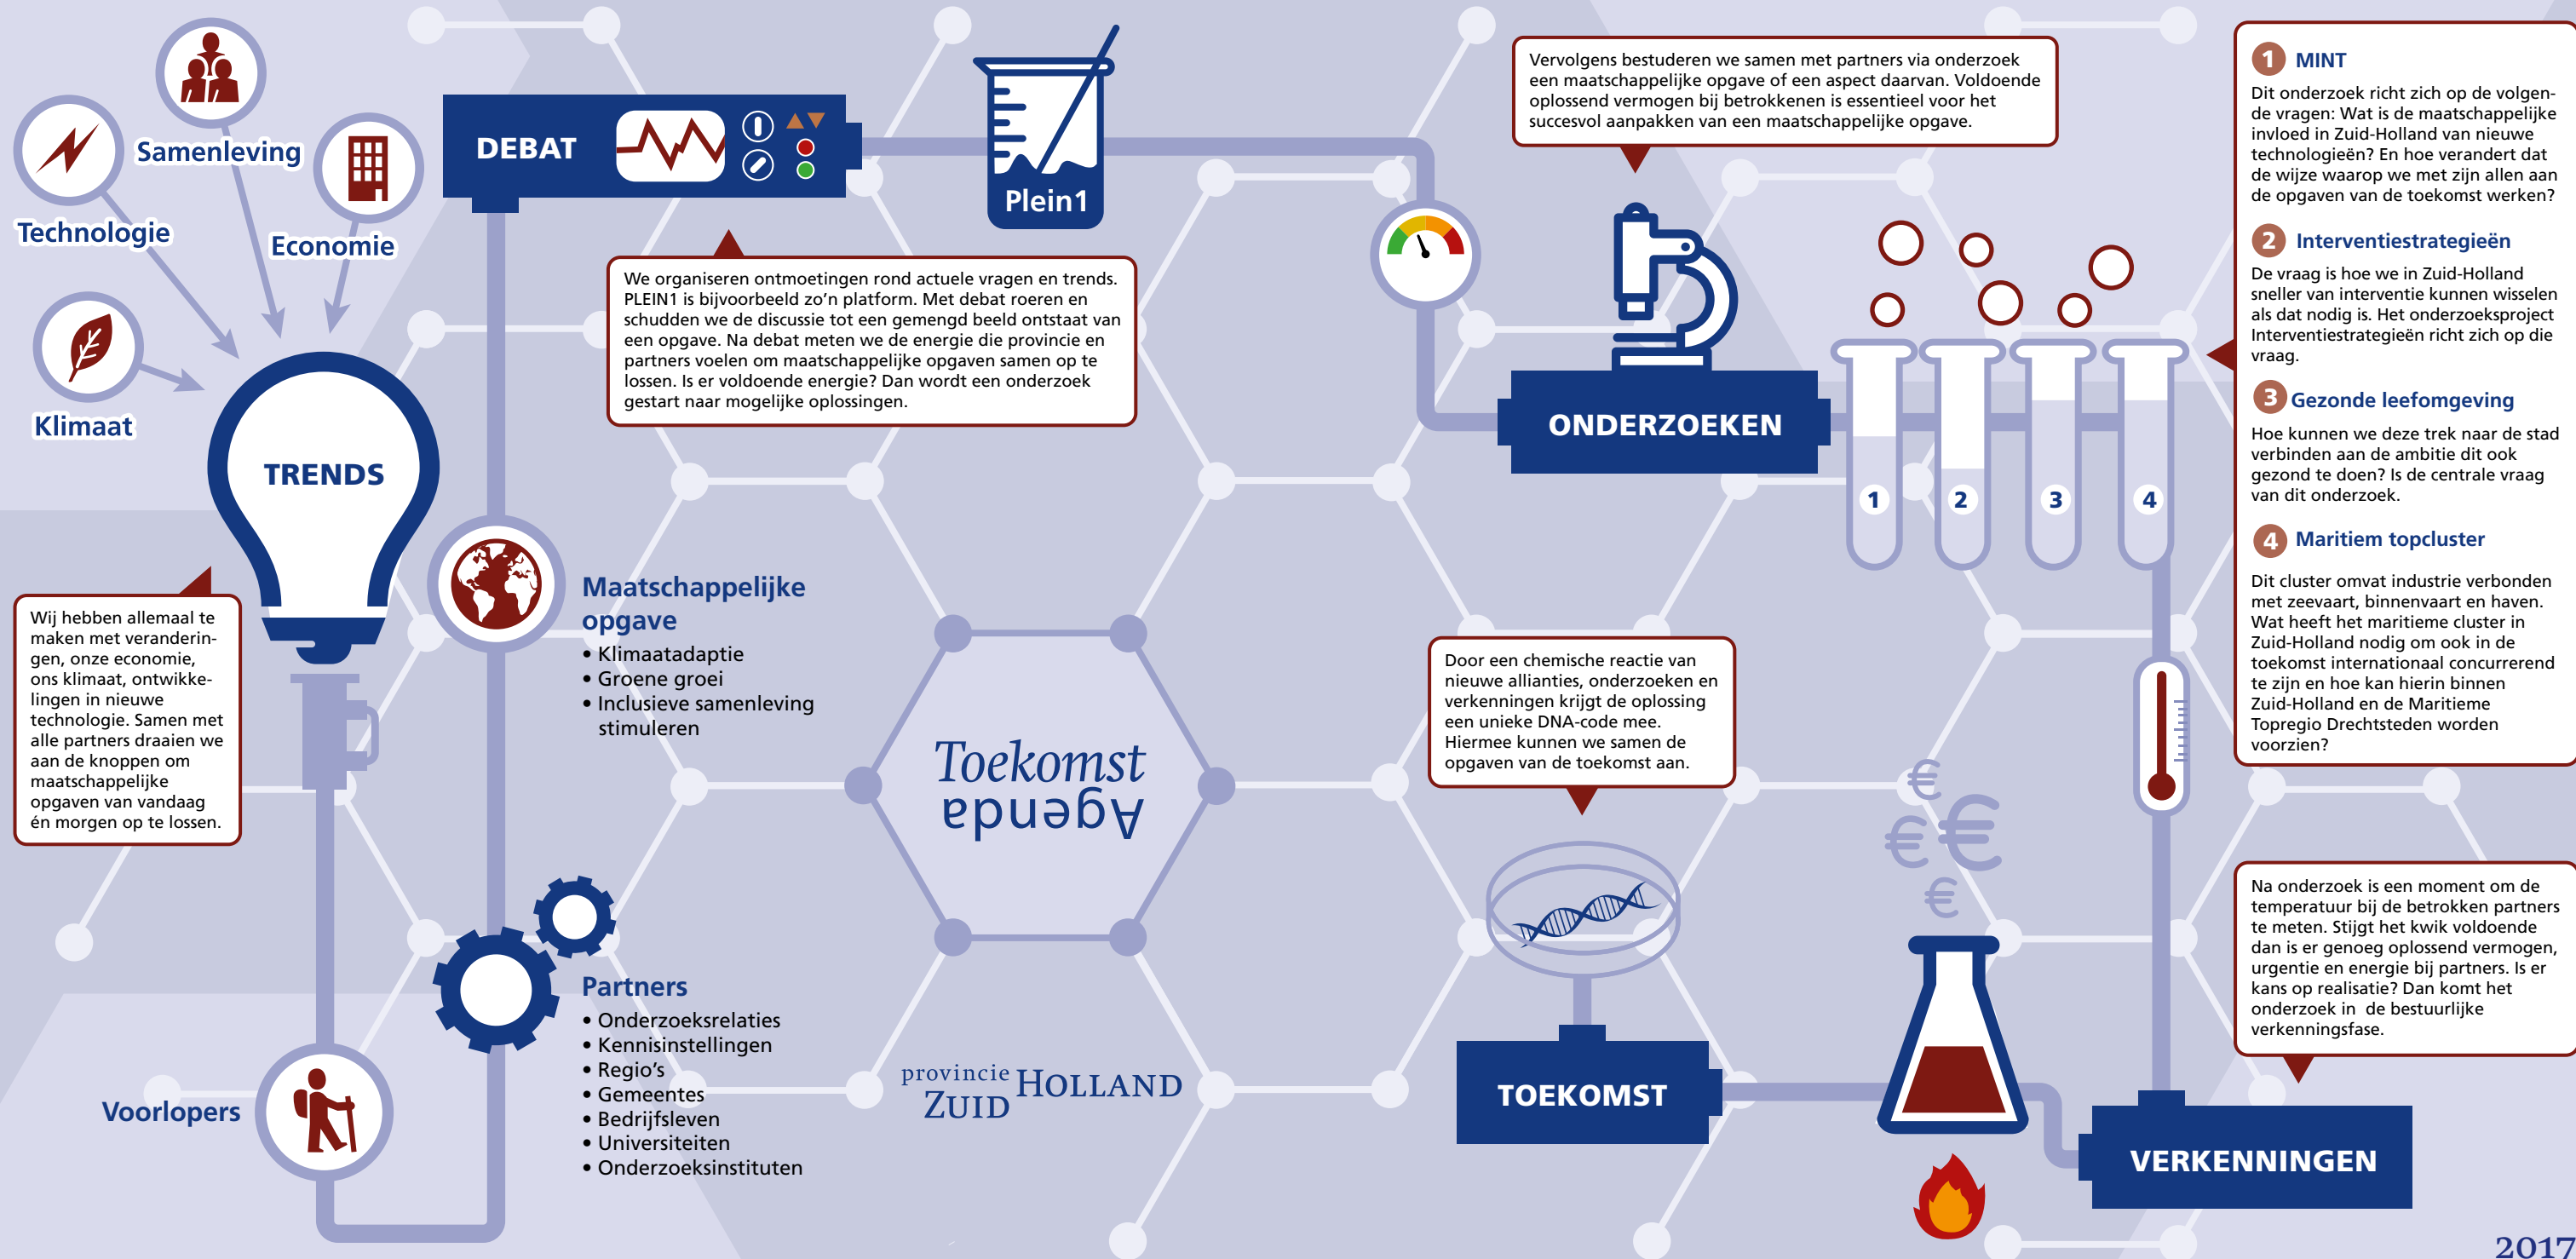 Samenleving
Technologie
Economie
Klimaat
TRENDS
Wij hebben allemaal te
maken met veranderin-
gen, onze economie,
ons klimaat, ontwikke-
lingen in nieuwe
technologie. Samen met
alle partners draaien we
aan de knoppen om
maatschappelijke
opgaven van vandaag
én morgen op te lossen.
Voorlopers
Partners
• Onderzoeksrelaties
• Kennisinstellingen
• Regio’s
• Gemeentes
• Bedrijfsleven
• Universiteiten
• Onderzoeksinstituten
Maatschappelijke
opgave
• Klimaatadaptie
• Groene groei
• Inclusieve samenleving
stimuleren
DEBAT
Plein1
We organiseren ontmoetingen rond actuele vragen en trends.
PLEIN1 is bijvoorbeeld zo’n platform. Met debat roeren en
schudden we de discussie tot een gemengd beeld ontstaat van
een opgave. Na debat meten we de energie die provincie en
partners voelen om maatschappelijke opgaven samen op te
lossen. Is er voldoende energie? Dan wordt een onderzoek
gestart naar mogelijke oplossingen.
Toekomst
Agenda
provincie HOLLAND
ZUID
Vervolgens bestuderen we samen met partners via onderzoek
een maatschappelijke opgave of een aspect daarvan. Voldoende
oplossend vermogen bij betrokkenen is essentieel voor het
succesvol aanpakken van een maatschappelijke opgave.
ONDERZOEKEN
1 2 3 4
1 MINT
Dit onderzoek richt zich op de volgen-
de vragen: Wat is de maatschappelijke
invloed in Zuid-Holland van nieuwe
technologieën? En hoe verandert dat
de wijze waarop we met zijn allen aan
de opgaven van de toekomst werken?
2 Interventiestrategieën
De vraag is hoe we in Zuid-Holland
sneller van interventie kunnen wisselen
als dat nodig is. Het onderzoeksproject
Interventiestrategieën richt zich op die
vraag.
3 Gezonde leefomgeving
Hoe kunnen we deze trek naar de stad
verbinden aan de ambitie dit ook
gezond te doen? Is de centrale vraag
van dit onderzoek.
4 Maritiem topcluster
Dit cluster omvat industrie verbonden
met zeevaart, binnenvaart en haven.
Wat heeft het maritieme cluster in
Zuid-Holland nodig om ook in de
toekomst internationaal concurrerend
te zijn en hoe kan hierin binnen
Zuid-Holland en de Maritieme
Topregio Drechtsteden worden
voorzien?
Na onderzoek is een moment om de
temperatuur bij de betrokken partners
te meten. Stijgt het kwik voldoende
dan is er genoeg oplossend vermogen,
urgentie en energie bij partners. Is er
kans op realisatie? Dan komt het
onderzoek in de bestuurlijke
verkenningsfase.
VERKENNINGEN
€
€ €
€
Door een chemische reactie van
nieuwe allianties, onderzoeken en
verkenningen krijgt de oplossing
een unieke DNA-code mee.
Hiermee kunnen we samen de
opgaven van de toekomst aan.
TOEKOMST
2017